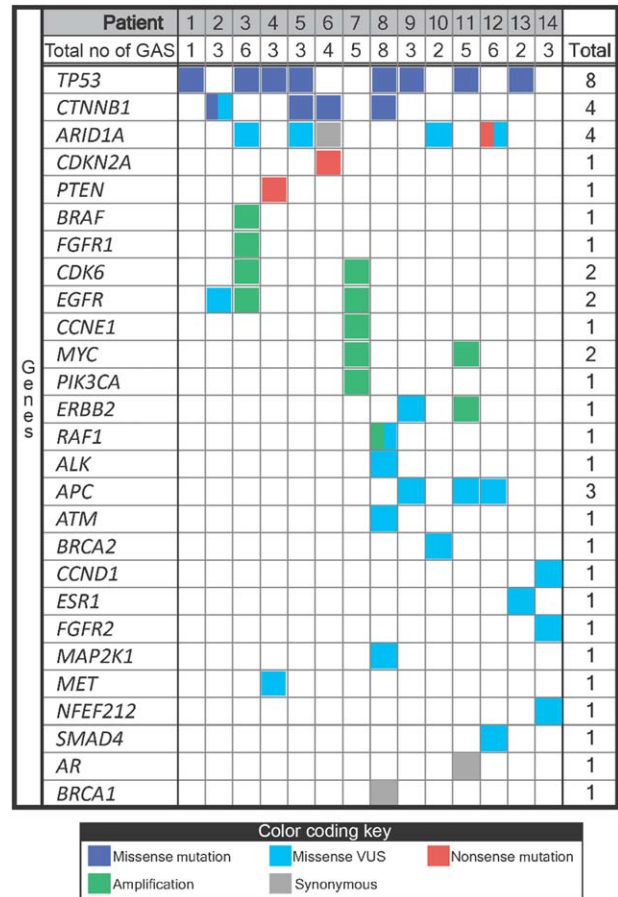 Patient 1 2 3 4 5 6 7 8 9 10 11 12 13 14
Total no of GAS 1 3 6 3 3 4 5 8 3 2 5 6 2 3 Total
TP53 8
CTNNB1 4
ARID1A 4
CDKN2A 1
PTEN 1
BRAF 1
FGFR1 1
CDK6 2
EGFR 2
CCNE1 1
MYC 2
PIK3CA 1
ERBB2 1
RAF1 1
ALK 1
APC 3
ATM 1
BRCA2 1
CCND1 1
ESR1 1
FGFR2 1
MAP2K1 1
MET 1
NFEF212 1
SMAD4 1
AR 1
BRCA1 1
Genes
Color coding key
Missense mutation Missense VUS Nonsense mutation
Amplification Synonymous